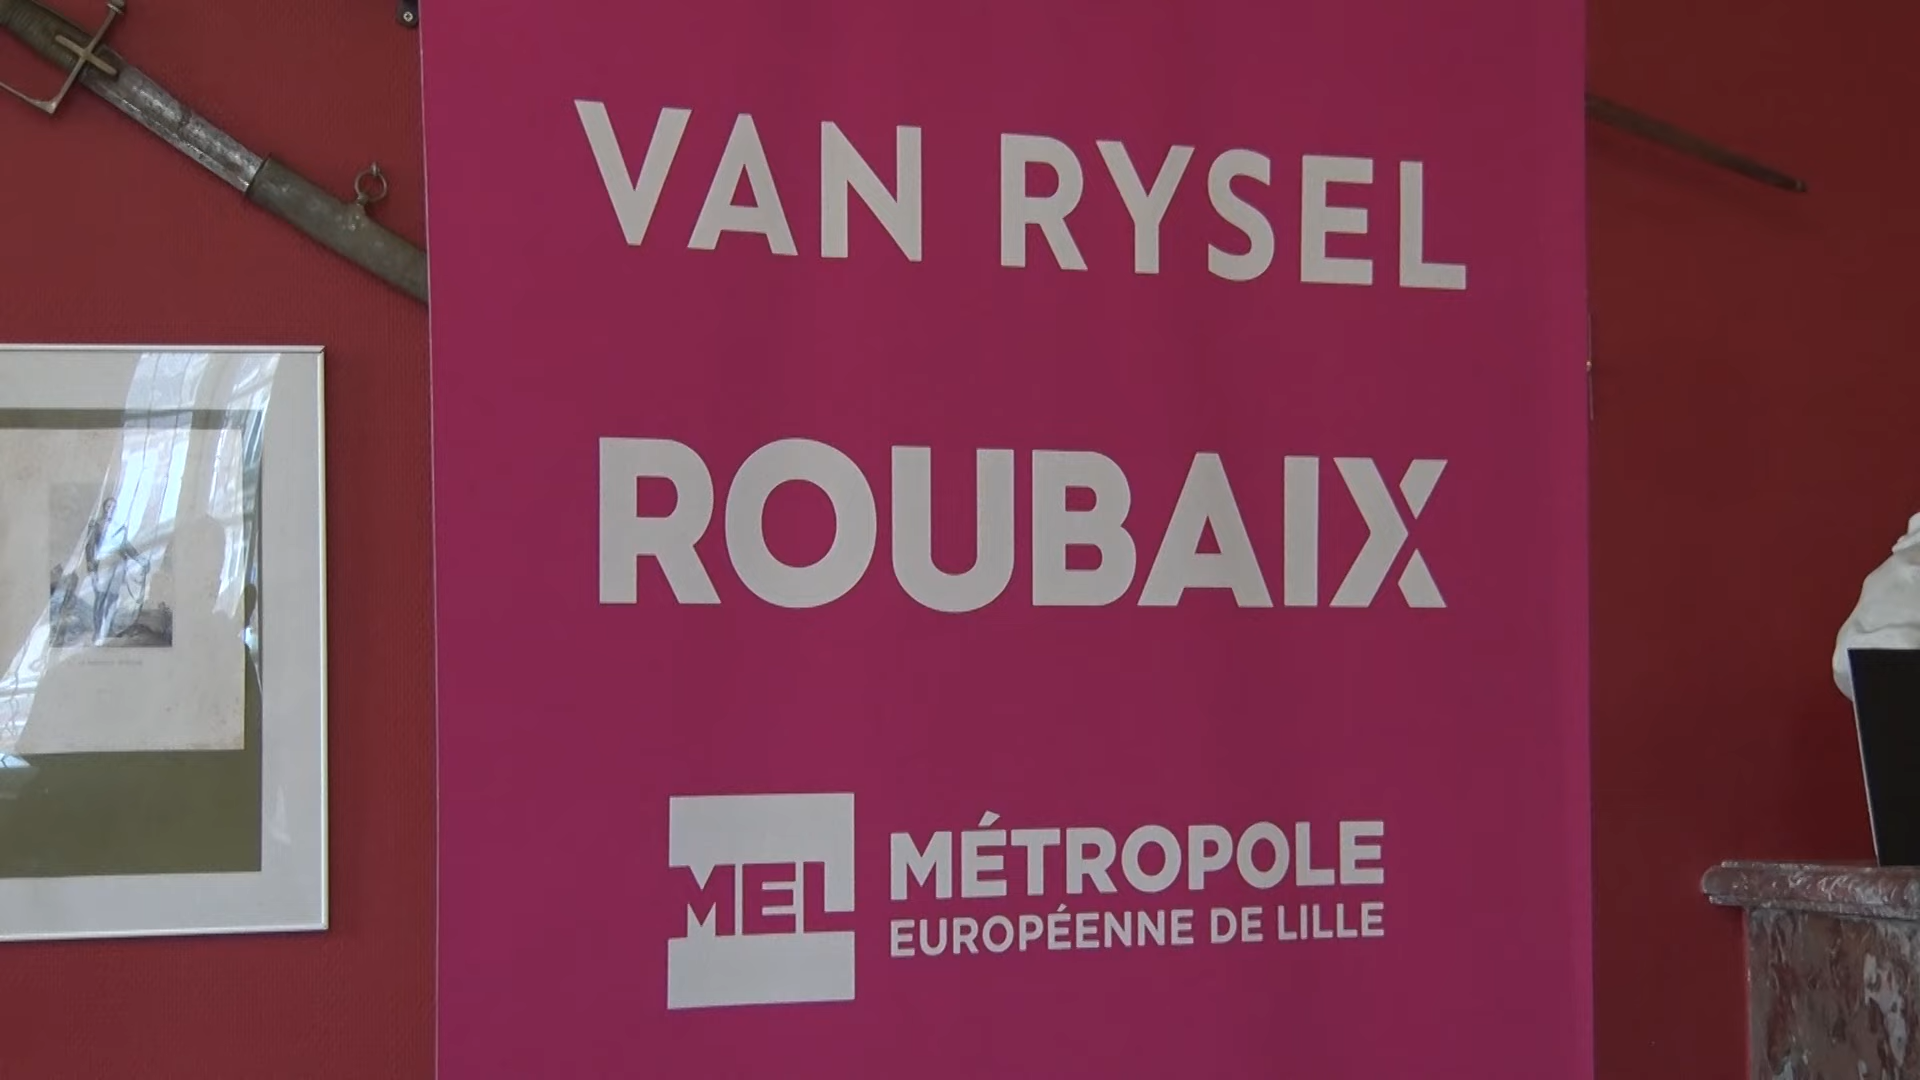 VAN RYSEL
ROUBAIX
MEL
MÉTROPOLE
EUROPÉENNE DE LILLE